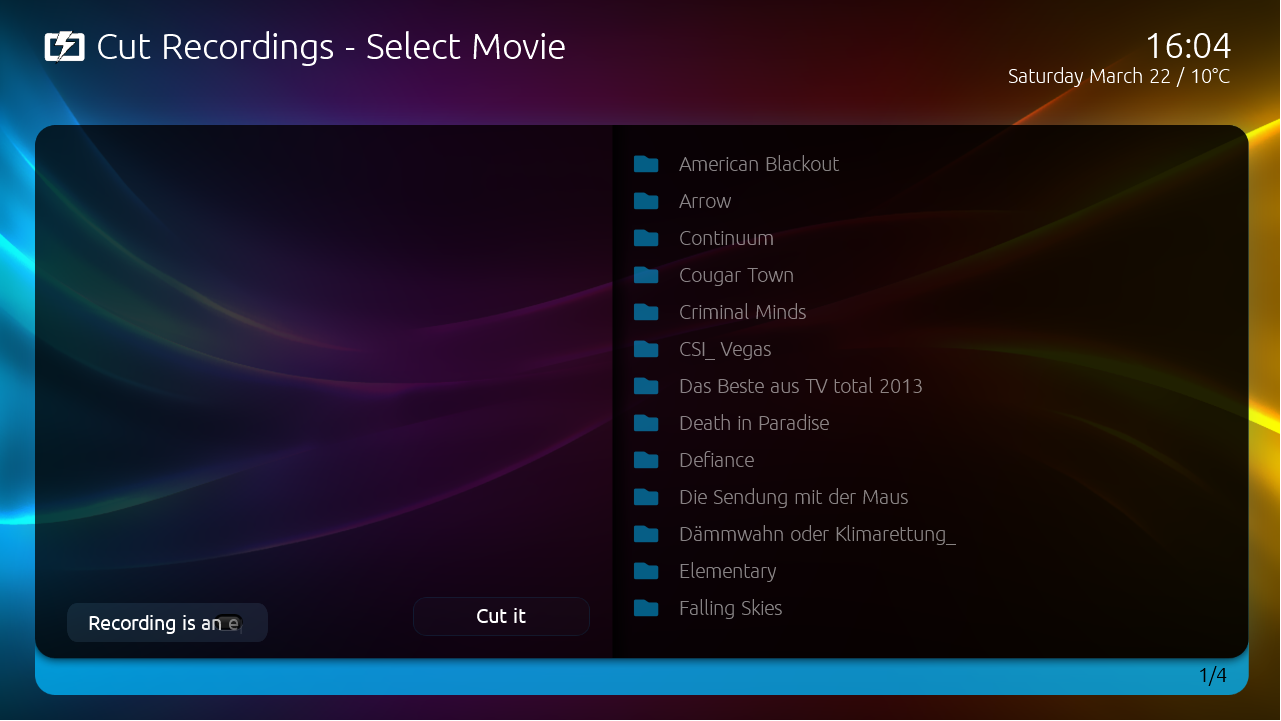 Cut Recordings - Select Movie
16:04
Saturday March 22 / 10°C
American Blackout
Arrow
Continuum
Cougar Town
Criminal Minds
CSI_ Vegas
Das Beste aus TV total 2013
Death in Paradise
Defiance
Die Sendung mit der Maus
Dämmwahn oder Klimarettung_
Elementary
Falling Skies
Recording is an
Cut it
1/4